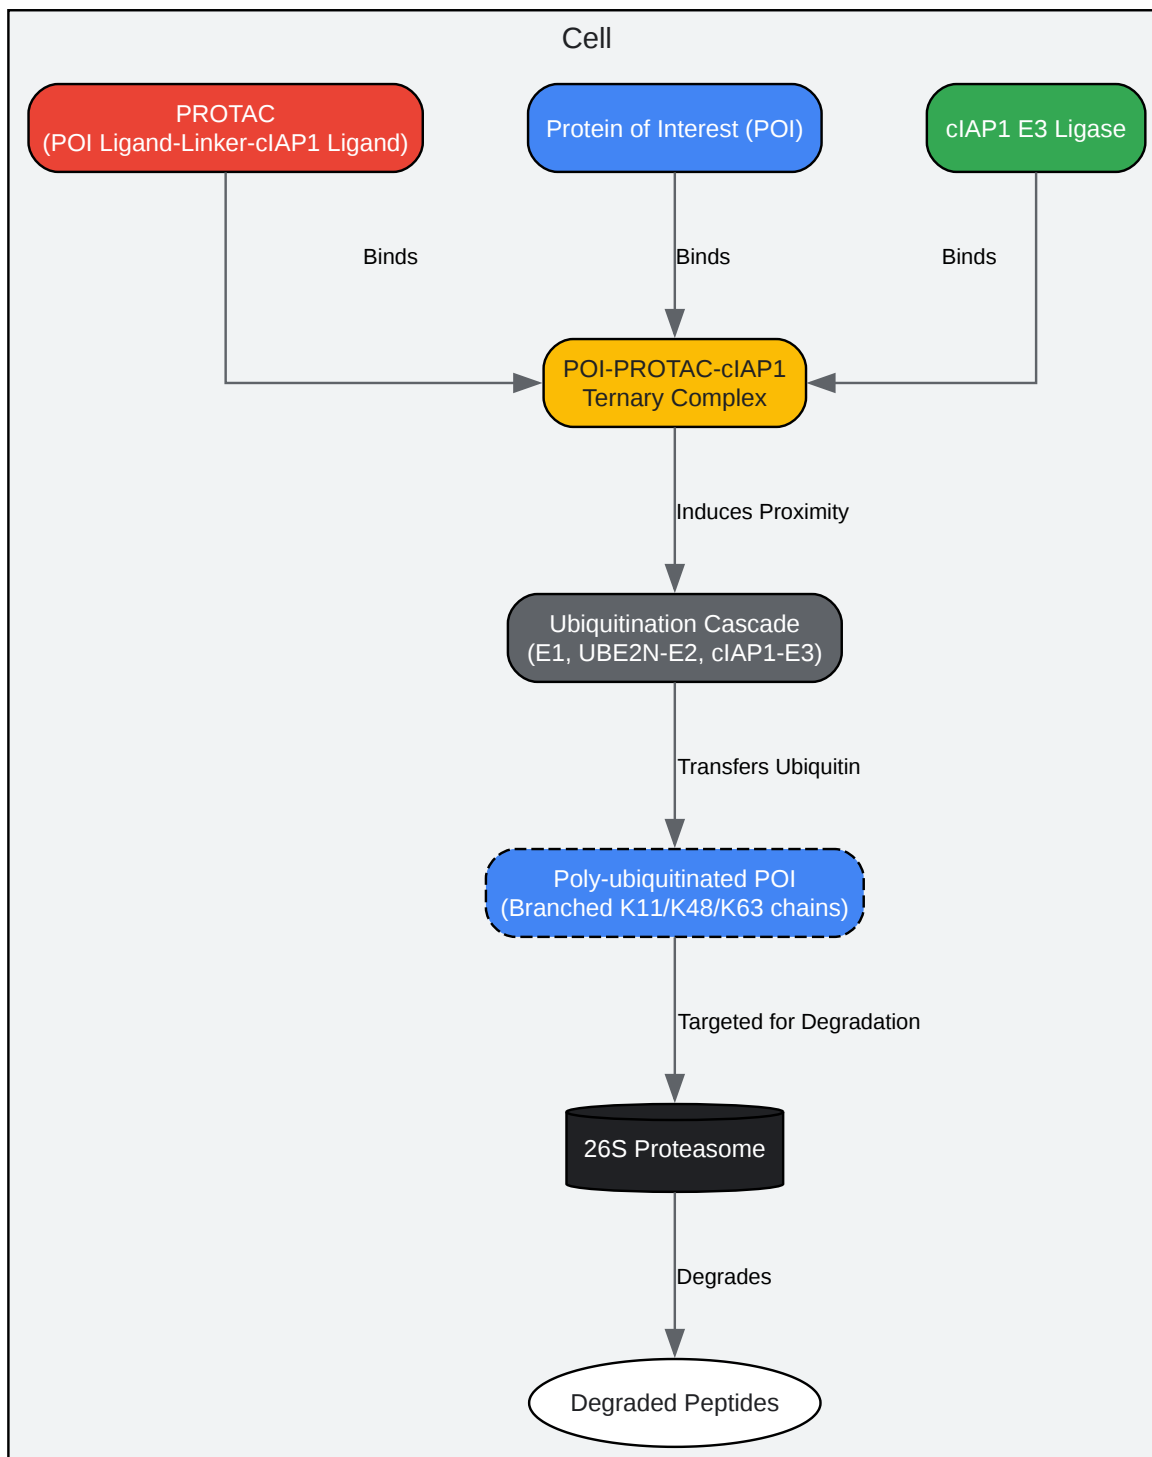 Cell
PROTAC
(POI Ligand-Linker-cIAP1 Ligand)
Protein of Interest (POI)
cIAP1 E3 Ligase
Binds
Binds
Binds
POI-PROTAC-cIAP1
Ternary Complex
Induces Proximity
Ubiquitination Cascade
(E1, UBE2N-E2, cIAP1-E3)
Transfers Ubiquitin
Poly-ubiquitinated POI
(Branched K11/K48/K63 chains)
Targeted for Degradation
26S Proteasome
Degrades
Degraded Peptides